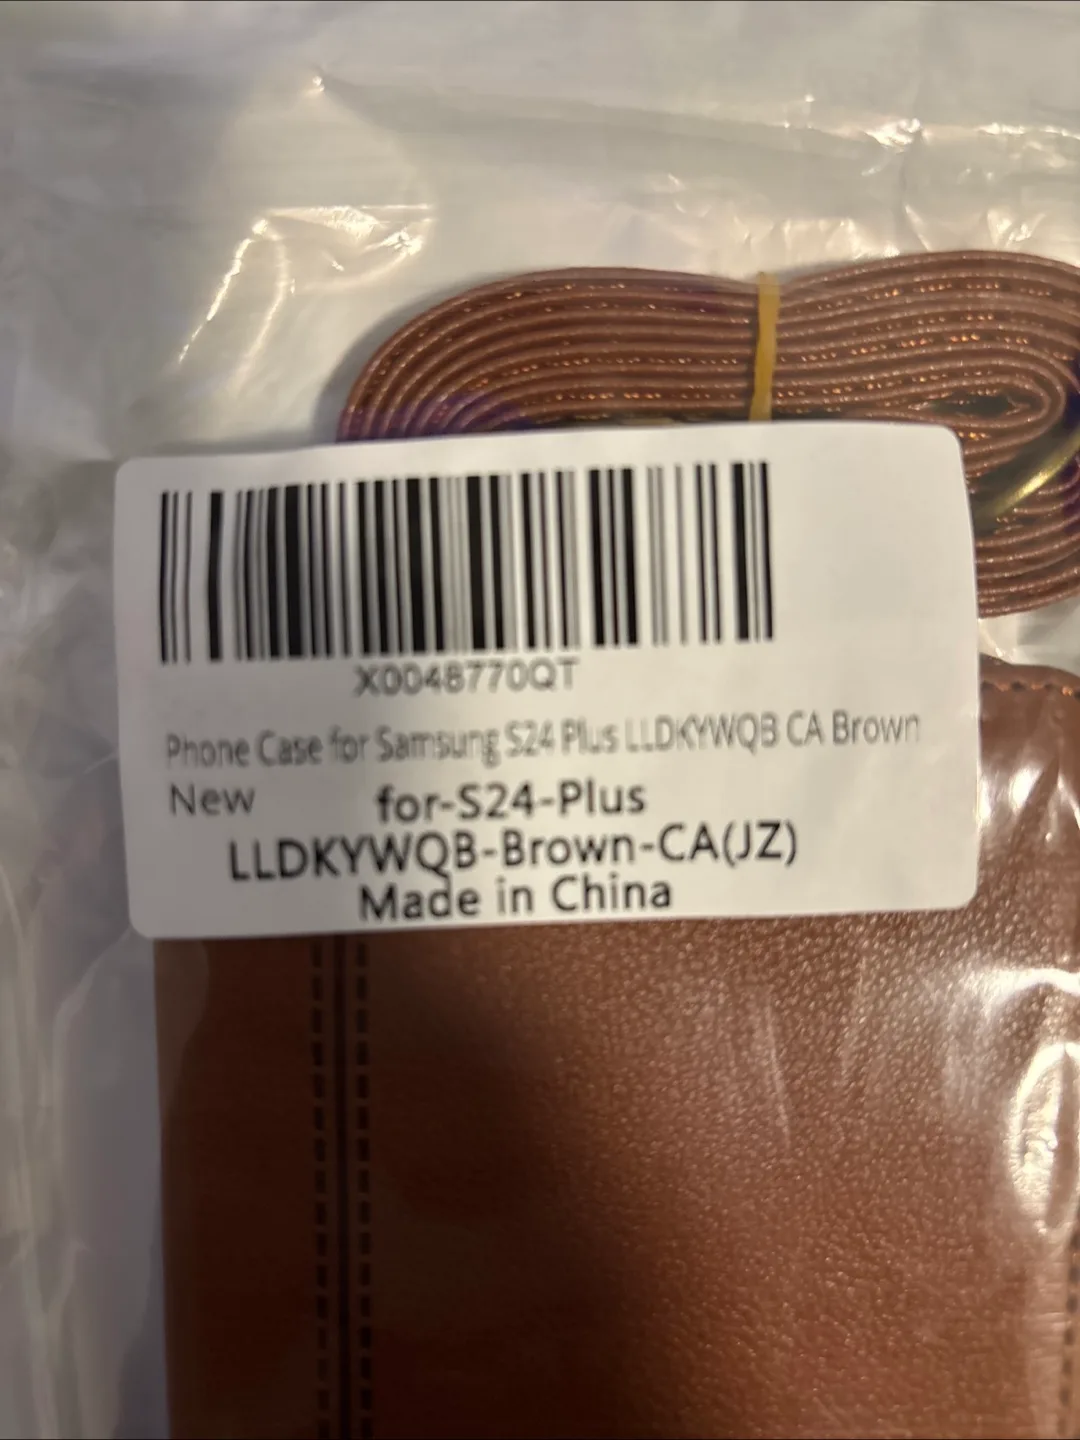 X0048770QT
Phone Case for Samsung S24 Plus LLDKYWQB CA Brown
New for-S24-Plus
LLDKYWQB-Brown-CA(JZ)
Made in China